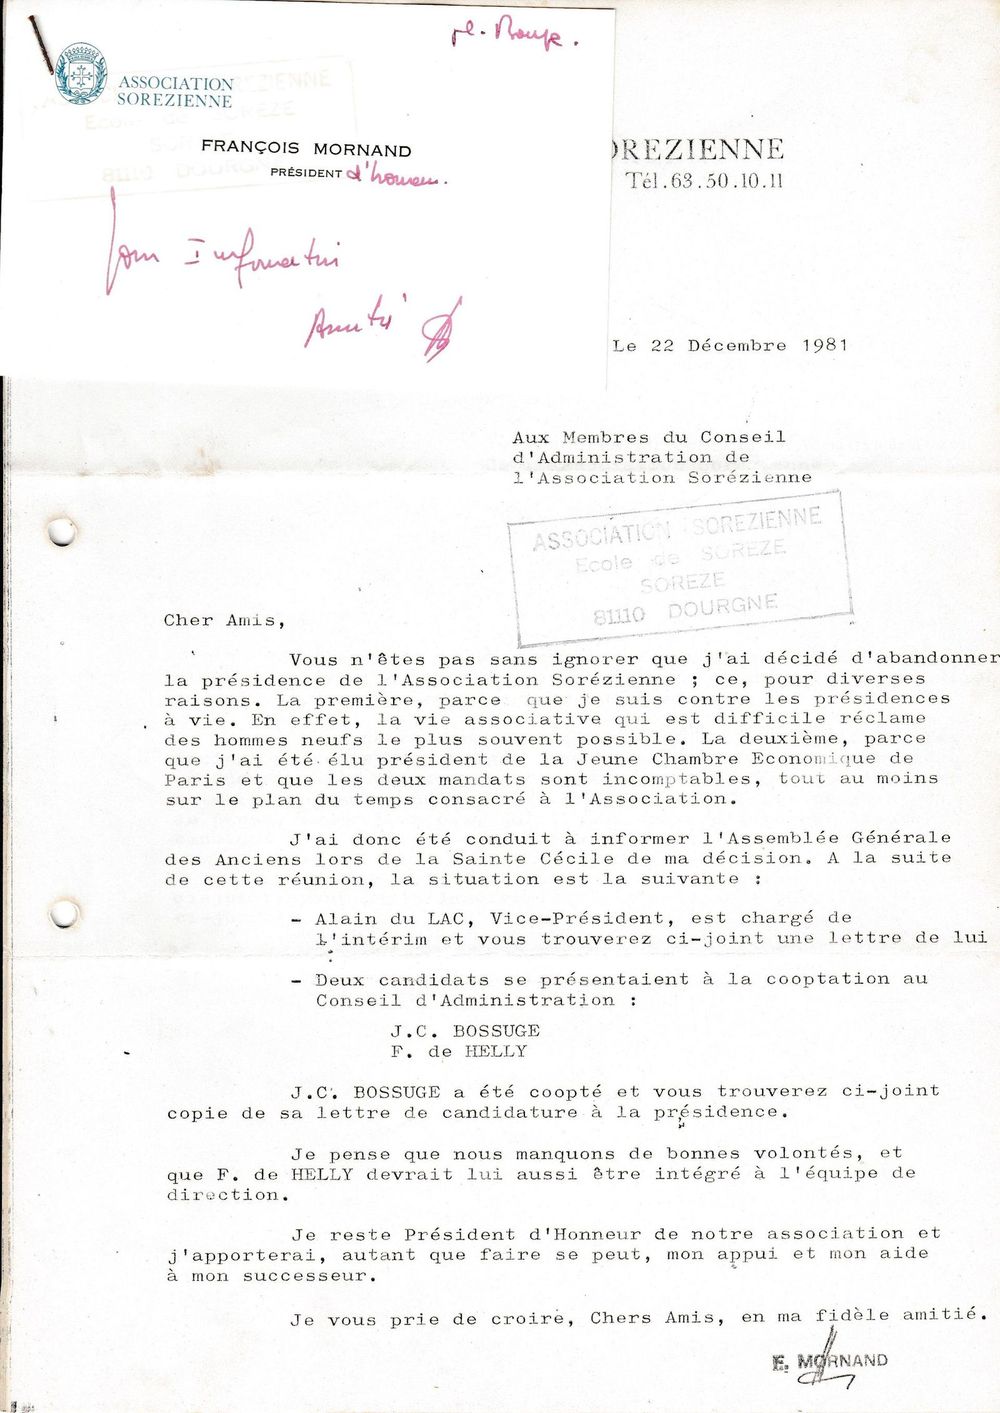 ASSOCIATION
SOREZIENNE
FRANÇOIS MORNAND
PRÉSIDENT d'honneur.
Pour Information
Amitié
OREZIENNE
Tél.63.50.10.11
Le 22 Décembre 1981
Aux Membres du Conseil
d'Administration de
l'Association Sorézienne
ASSOCIATION SOREZIENNE
Ecole de SOREZE
SOREZE
81110 DOURGNE
Cher Amis,
Vous n'êtes pas sans ignorer que j'ai décidé d'abandonner
la présidence de l'Association Sorézienne ; ce, pour diverses
raisons. La première, parce que je suis contre les présidences
à vie. En effet, la vie associative qui est difficile réclame
des hommes neufs le plus souvent possible. La deuxième, parce
que j'ai été élu président de la Jeune Chambre Economique de
Paris et que les deux mandats sont incomptables, tout au moins
sur le plan du temps consacré à l'Association.
J'ai donc été conduit à informer l'Assemblée Générale
des Anciens lors de la Sainte Cécile de ma décision. A la suite
de cette réunion, la situation est la suivante :
- Alain du LAC, Vice-Président, est chargé de
l'intérim et vous trouverez ci-joint une lettre de lui
- Deux candidats se présentaient à la cooptation au
Conseil d'Administration :
J.C. BOSSUGE
F. de HELLY
J.C. BOSSUGE a été coopté et vous trouverez ci-joint
copie de sa lettre de candidature à la présidence.
Je pense que nous manquons de bonnes volontés, et
que F. de HELLY devrait lui aussi être intégré à l'équipe de
direction.
Je reste Président d'Honneur de notre association et
j'apporterai, autant que faire se peut, mon appui et mon aide
à mon successeur.
Je vous prie de croire, Chers Amis, en ma fidèle amitié.
F. MORNAND